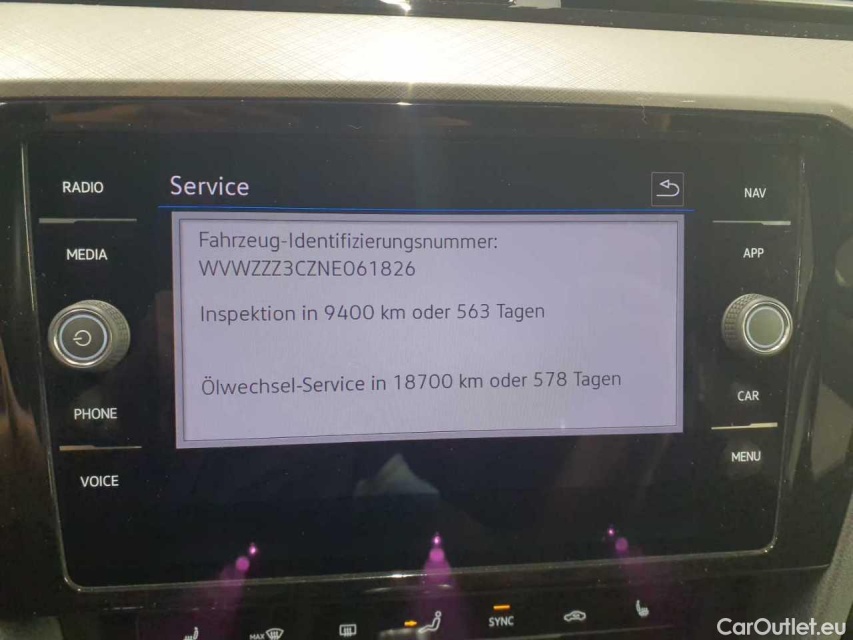 RADIO
Service
NAV
MEDIA
APP
Fahrzeug-Identifizierungsnummer:
WVWZZZ3CZNE061826
Inspektion in 9400 km oder 563 Tagen
Ölwechsel-Service in 18700 km oder 578 Tagen
PHONE
CAR
VOICE
MENU
MAX
SYNC
CarOutlet.eu